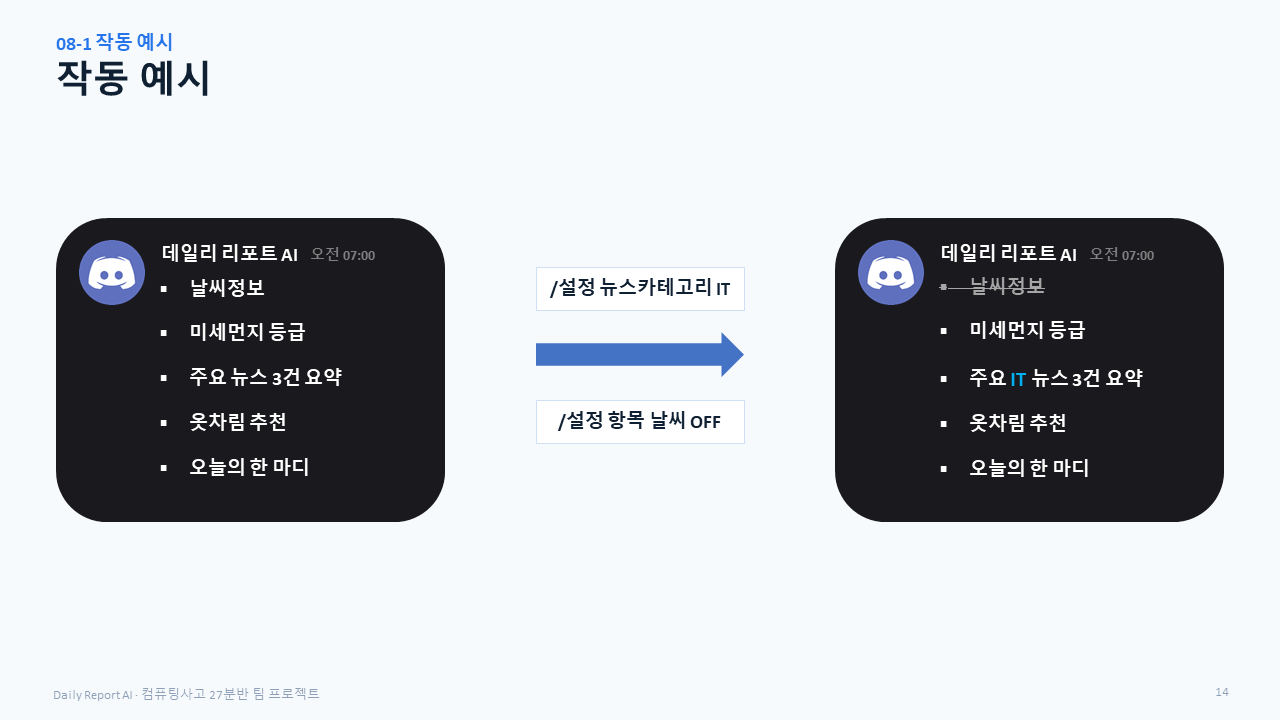 08-1 작동 예시
작동 예시
데일리 리포트 AI 오전 07:00
▪ 날씨정보
▪ 미세먼지 등급
▪ 주요 뉴스 3건 요약
▪ 옷차림 추천
▪ 오늘의 한 마디
/설정 뉴스카테고리 IT
/설정 항목 날씨 OFF
데일리 리포트 AI 오전 07:00
▪ 날씨정보
▪ 미세먼지 등급
▪ 주요 IT 뉴스 3건 요약
▪ 옷차림 추천
▪ 오늘의 한 마디
Daily Report AI · 컴퓨팅사고 27분반 팀 프로젝트
14